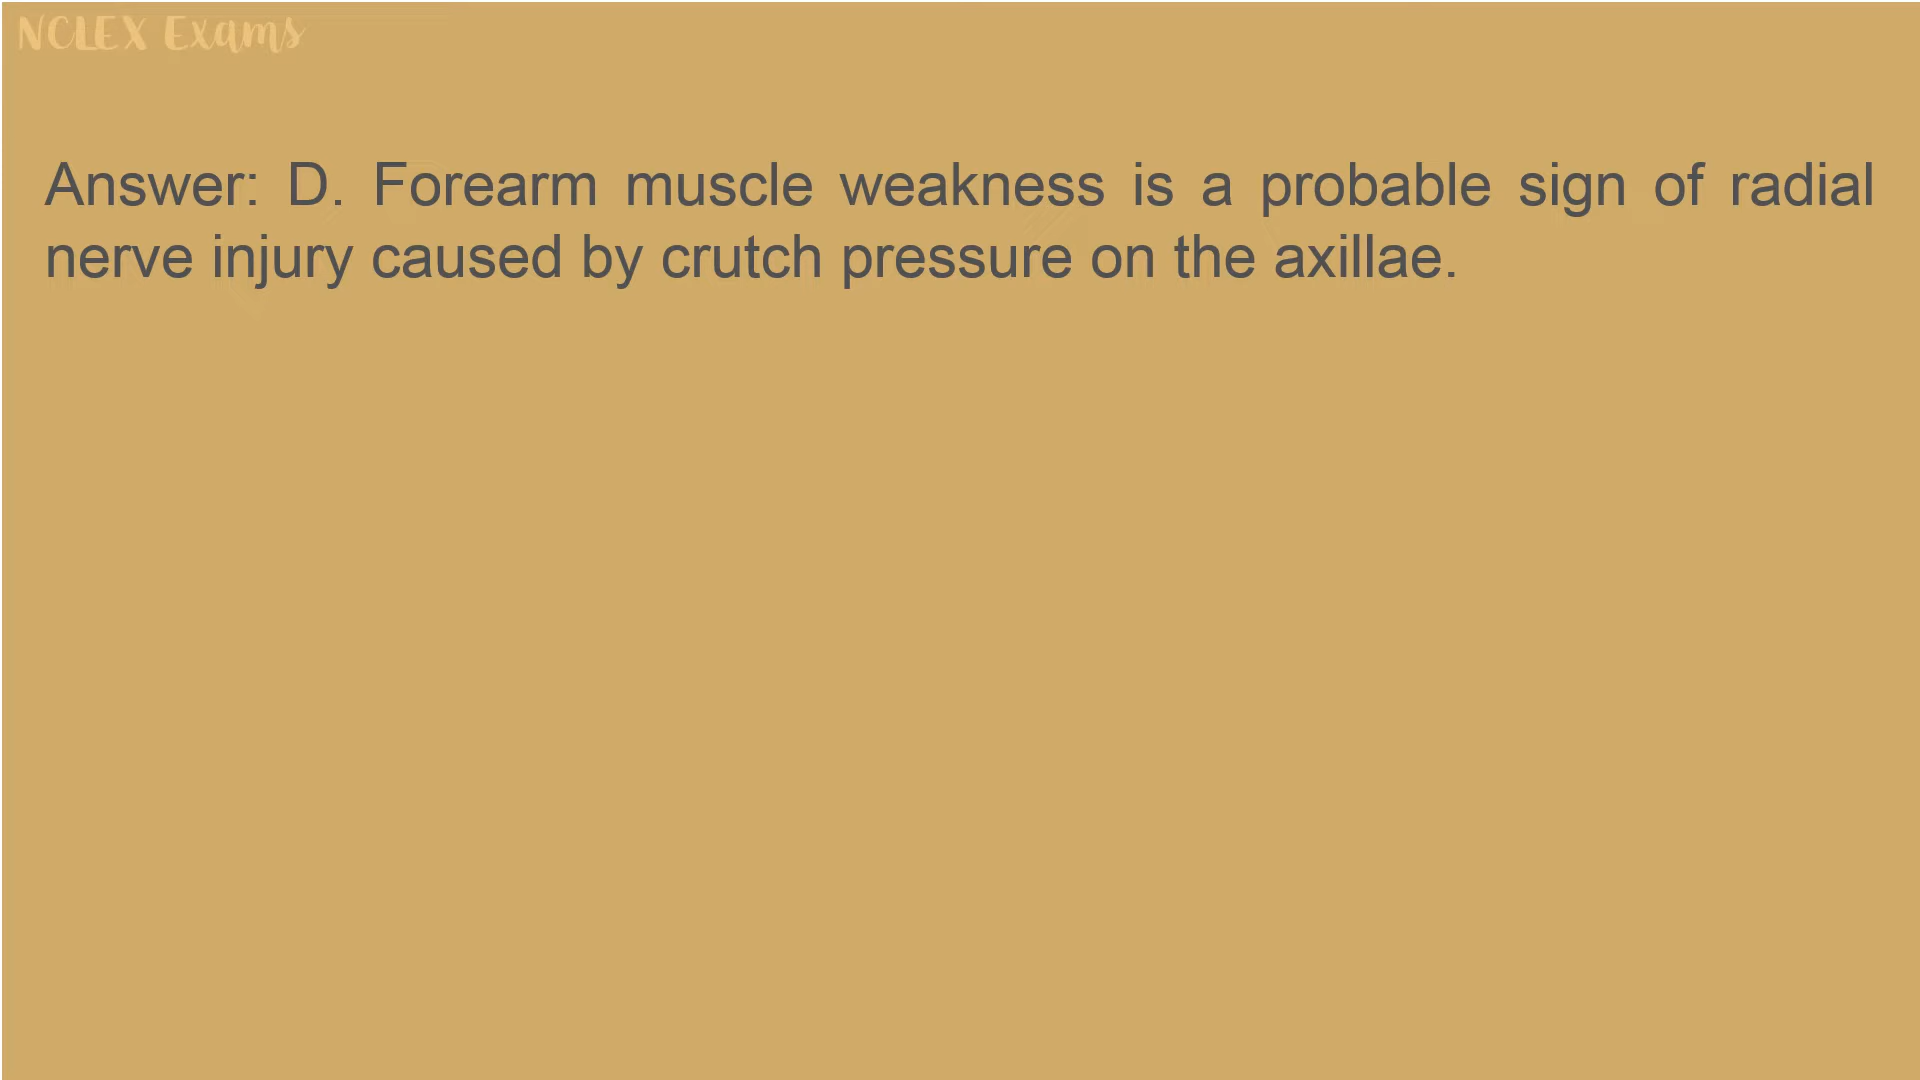 NCLEX Exams
Answer: D. Forearm muscle weakness is a probable sign of radial
nerve injury caused by crutch pressure on the axillae.